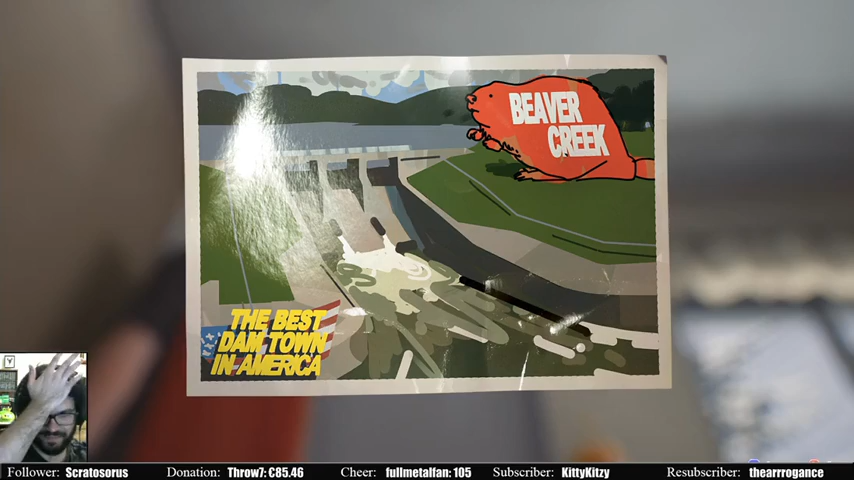 BEAVER
CREEK
THE BEST
DAM TOWN
IN AMERICA
Follower: Scratosorus
Donation: Throw7: €85.46
Cheer: fullmetalfan: 105
Subscriber: KittyKitzy
Resubscriber: thearrrogance